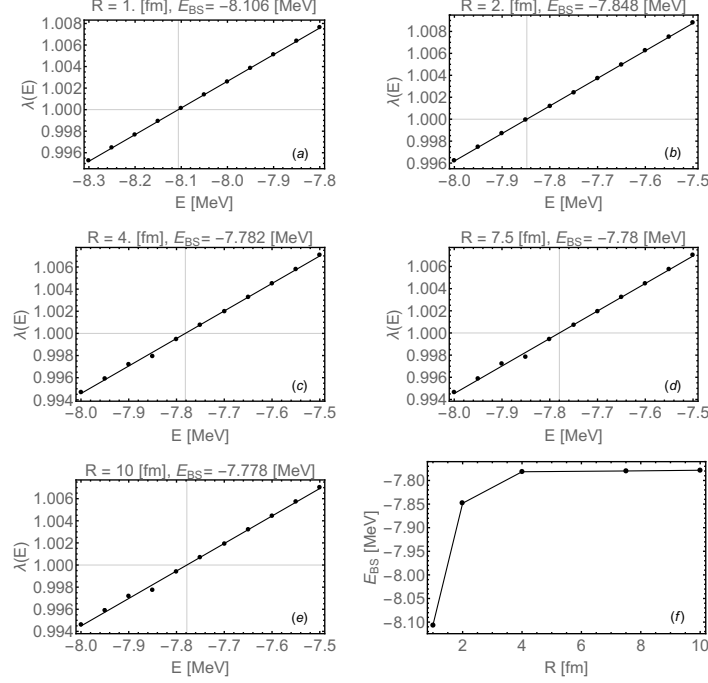 R = 1. [fm], E_BS = −8.106 [MeV]
λ(E)
1.008
1.006
1.004
1.002
1.000
0.998
0.996
(a)
−8.3 −8.2 −8.1 −8.0 −7.9 −7.8
E [MeV]
R = 2. [fm], E_BS= −7.848 [MeV]
λ(E)
1.008
1.006
1.004
1.002
1.000
0.998
0.996
(b)
−8.0 −7.9 −7.8 −7.7 −7.6 −7.5
E [MeV]
R = 4. [fm], E_BS= −7.782 [MeV]
λ(E)
1.006
1.004
1.002
1.000
0.998
0.996
0.994
(c)
−8.0 −7.9 −7.8 −7.7 −7.6 −7.5
E [MeV]
R = 7.5 [fm], E_BS= −7.78 [MeV]
λ(E)
1.006
1.004
1.002
1.000
0.998
0.996
0.994
(d)
−8.0 −7.9 −7.8 −7.7 −7.6 −7.5
E [MeV]
R = 10 [fm], E_BS= −7.778 [MeV]
λ(E)
1.006
1.004
1.002
1.000
0.998
0.996
0.994
(e)
−8.0 −7.9 −7.8 −7.7 −7.6 −7.5
E [MeV]
E_BS [MeV]
−7.80
−7.85
−7.90
−7.95
−8.00
−8.05
−8.10
(f)
2 4 6 8 10
R [fm]